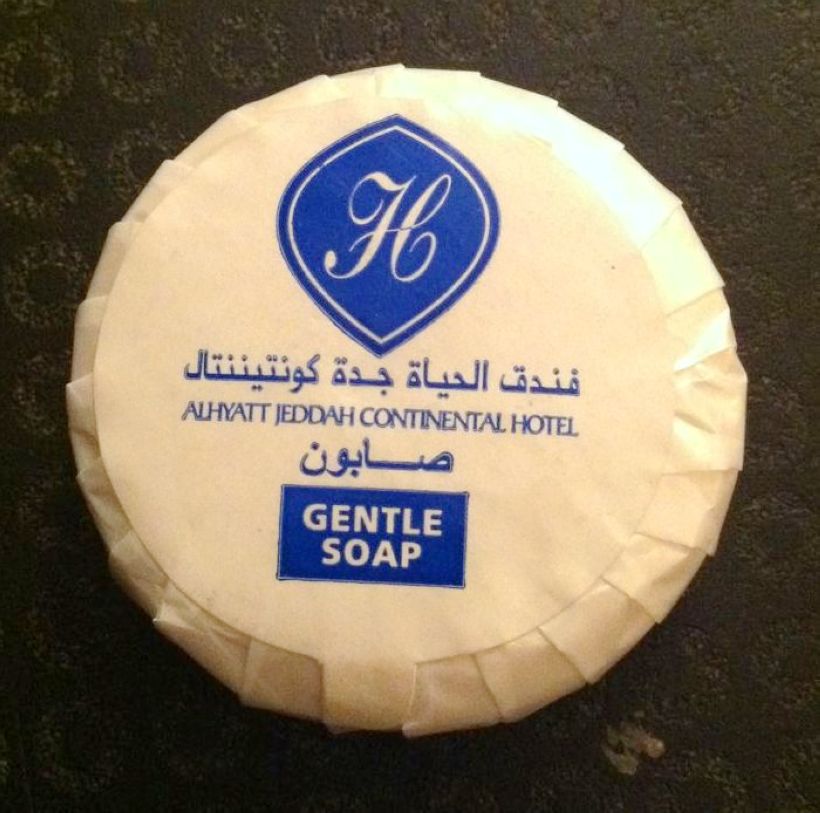 H
فندق الحياة جدة كونتيننتال
ALHYATT JEDDAH CONTINENTAL HOTEL
صابون
GENTLE
SOAP